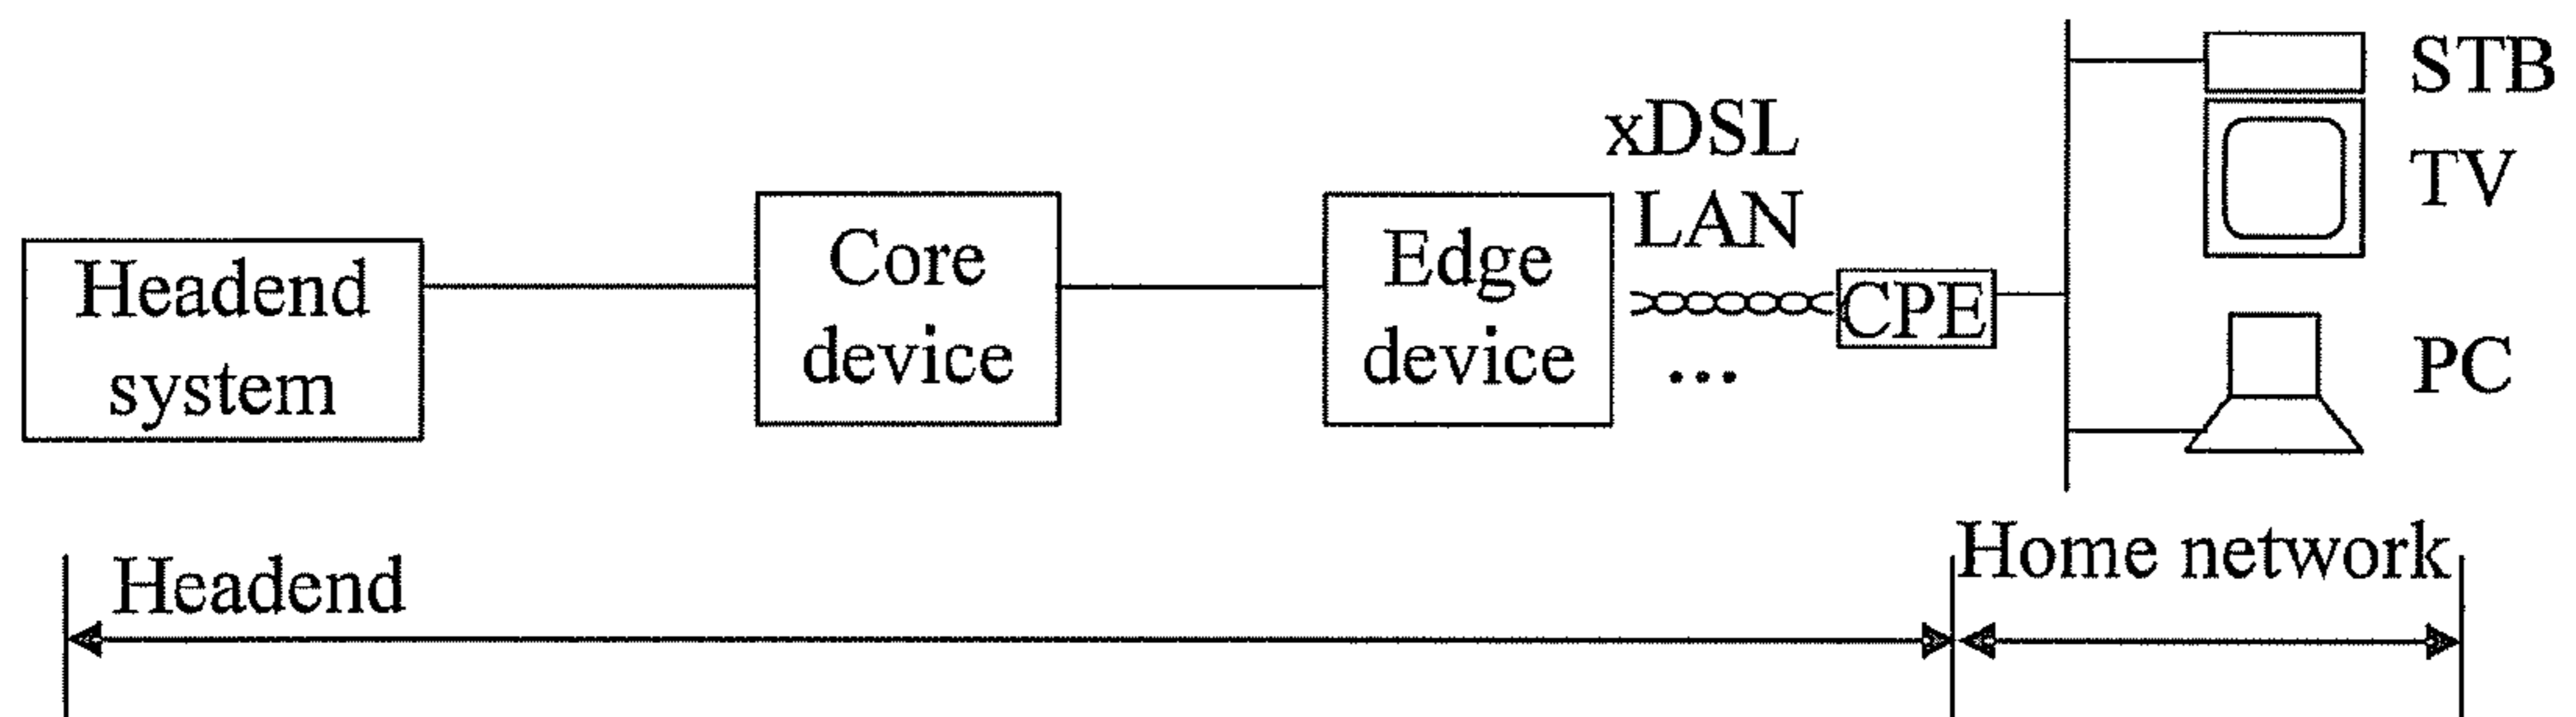 Headend
system
Core
device
Edge
device
xDSL
LAN
...
CPE
STB
TV
PC
Headend
Home network